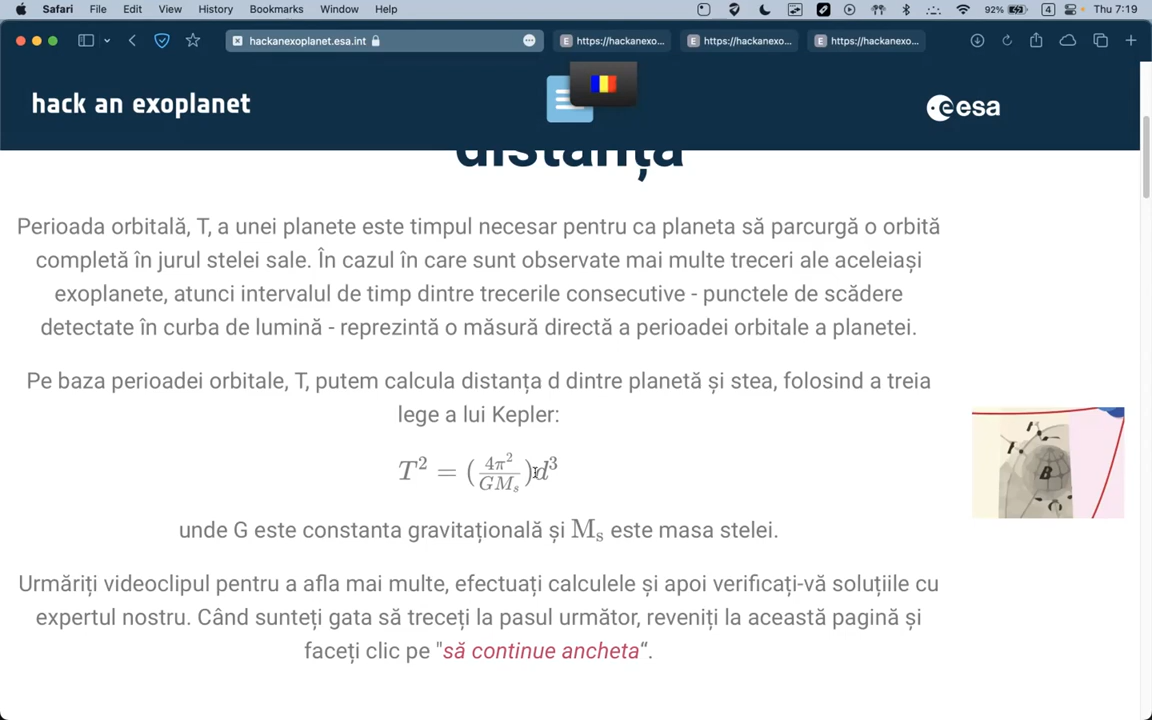 Safari File Edit View History Bookmarks Window Help 92% 4 Thu 7:19
hackanexoplanet.esa.int https://hackanexo... https://hackanexo... https://hackanexo...
hack an exoplanet esa
distanța
Perioada orbitală, T, a unei planete este timpul necesar pentru ca planeta să parcurgă o orbită
completă în jurul stelei sale. În cazul în care sunt observate mai multe treceri ale aceleiași
exoplanete, atunci intervalul de timp dintre trecerile consecutive - punctele de scădere
detectate în curba de lumină - reprezintă o măsură directă a perioadei orbitale a planetei.
Pe baza perioadei orbitale, T, putem calcula distanța d dintre planetă și stea, folosind a treia
lege a lui Kepler:
T² = (4π²/GMₛ)d³
unde G este constanta gravitațională și Mₛ este masa stelei.
Urmăriți videoclipul pentru a afla mai multe, efectuați calculele și apoi verificați-vă soluțiile cu
expertul nostru. Când sunteți gata să treceți la pasul următor, reveniți la această pagină și
faceți clic pe "să continue ancheta“.
B